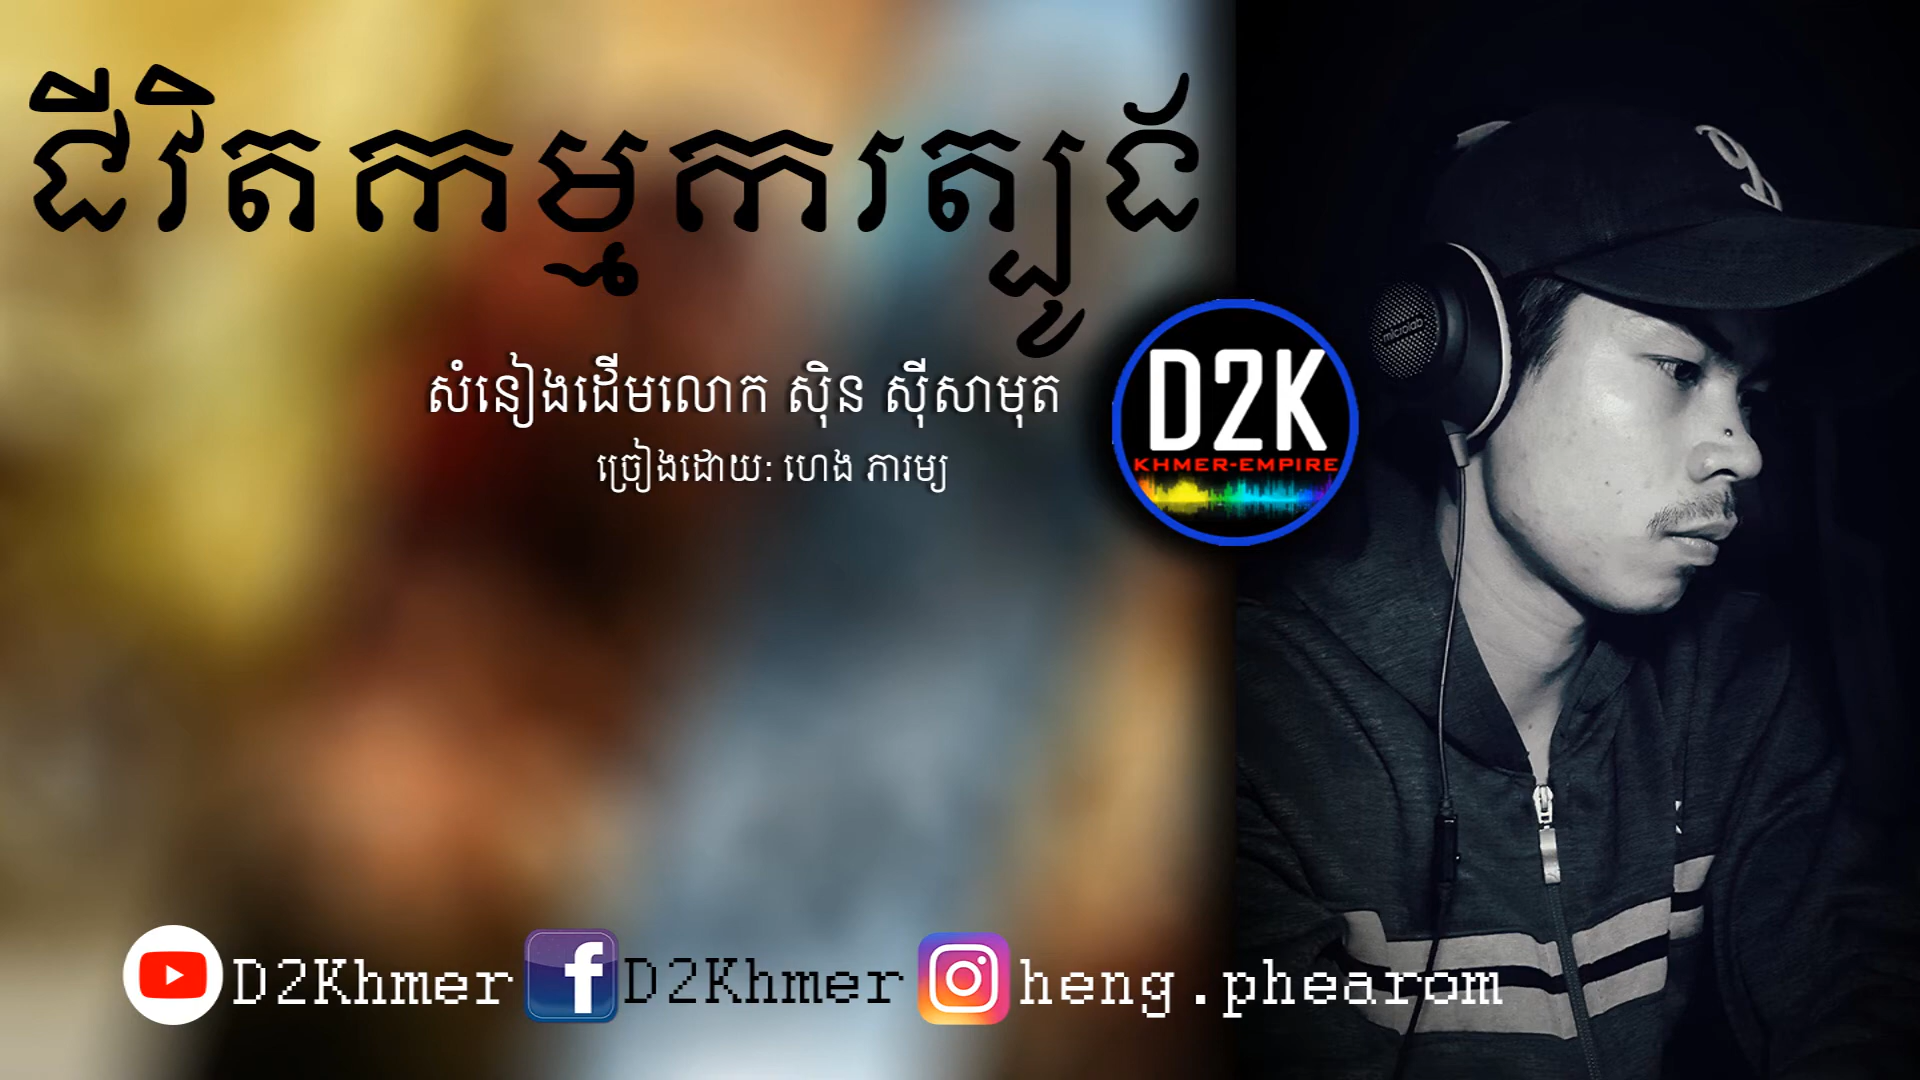 ជីវិតកម្មករត្បូង៍
សំនៀងដើមលោក ស៊ិន ស៊ីសាមុត
ច្រៀងដោយ: ហេង ភារម្យ
D2K
KHMER-EMPIRE
microlab
D2Khmer D2Khmer heng.phearom